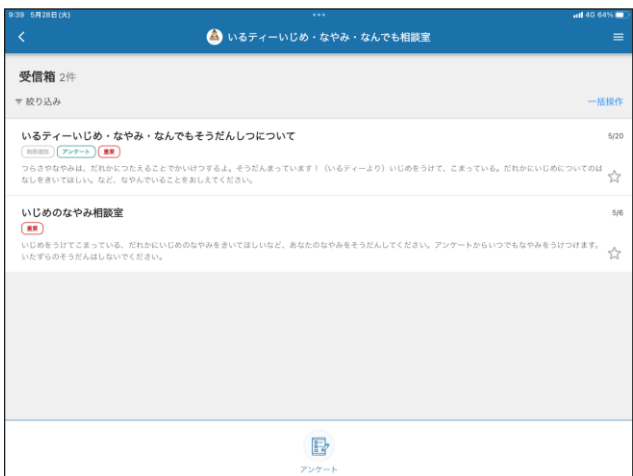 9:39 5月28日(火)
4G 64%
いるティーいじめ・なやみ・なんでも相談室
受信箱 2件
絞り込み
一括操作
いるティーいじめ・なやみ・なんでもそうだんしつについて
5/20
アンケート 重要
つらさやなやみは、だれかにつたえることでかいけつするよ。そうだんまっています!(いるティーより)いじめをうけて、こまっている。だれかにいじめについてのは
なしをきいてほしい。など、なやんでいることをおしえてください。
いじめのなやみ相談室
5/6
重要
いじめをうけてこまっている、だれかにいじめのなやみをきいてほしいなど、あなたのなやみをそうだんしてください。アンケートからいつでもなやみをうけつけます。
いたずらのそうだんはしないでください。
アンケート